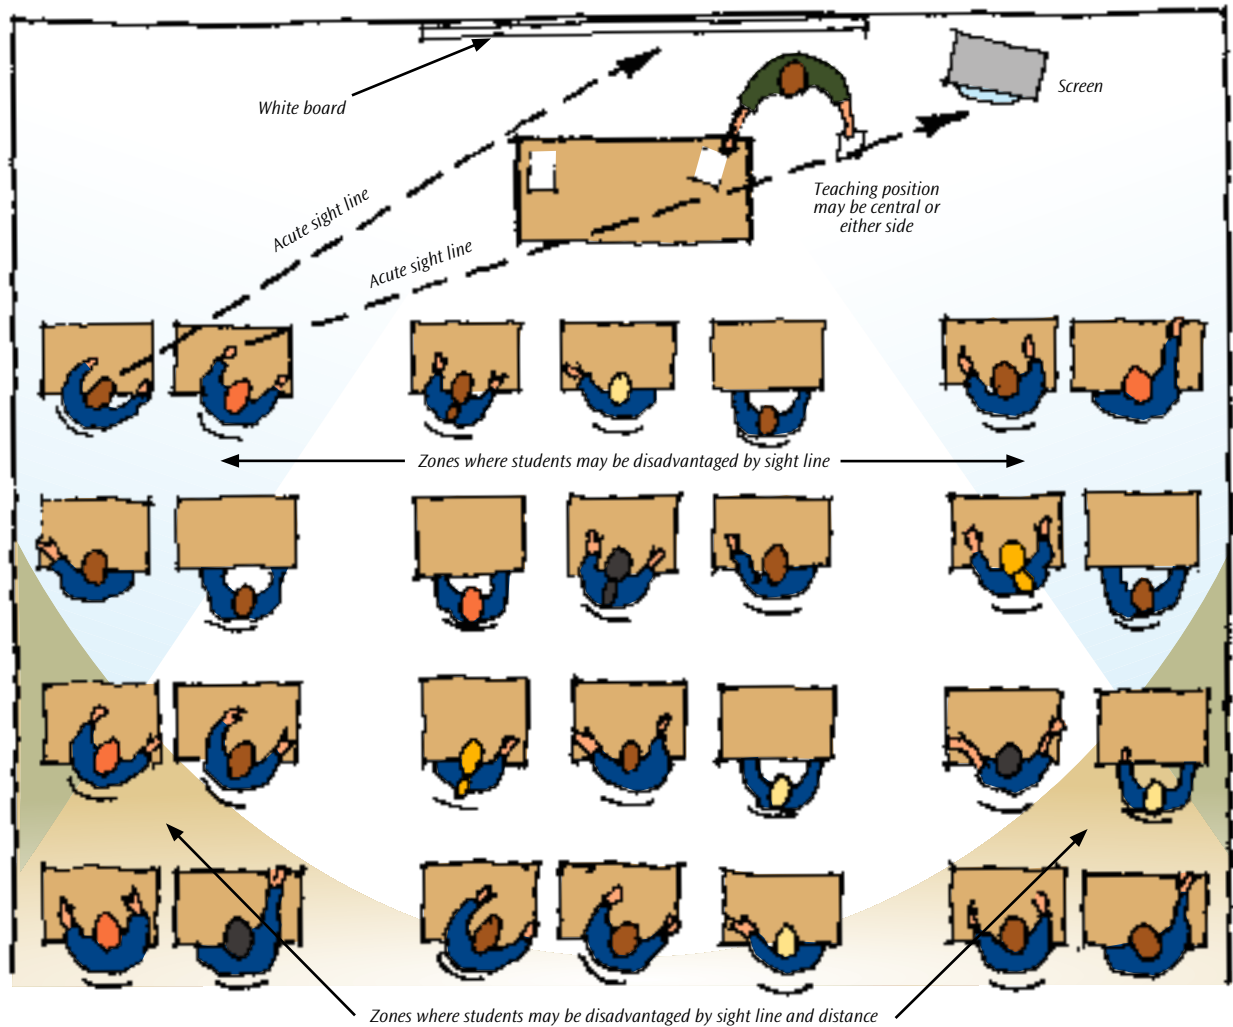 White board
Screen
Acute sight line
Teaching position
may be central or
either side
Acute sight line
Zones where students may be disadvantaged by sight line
Zones where students may be disadvantaged by sight line and distance